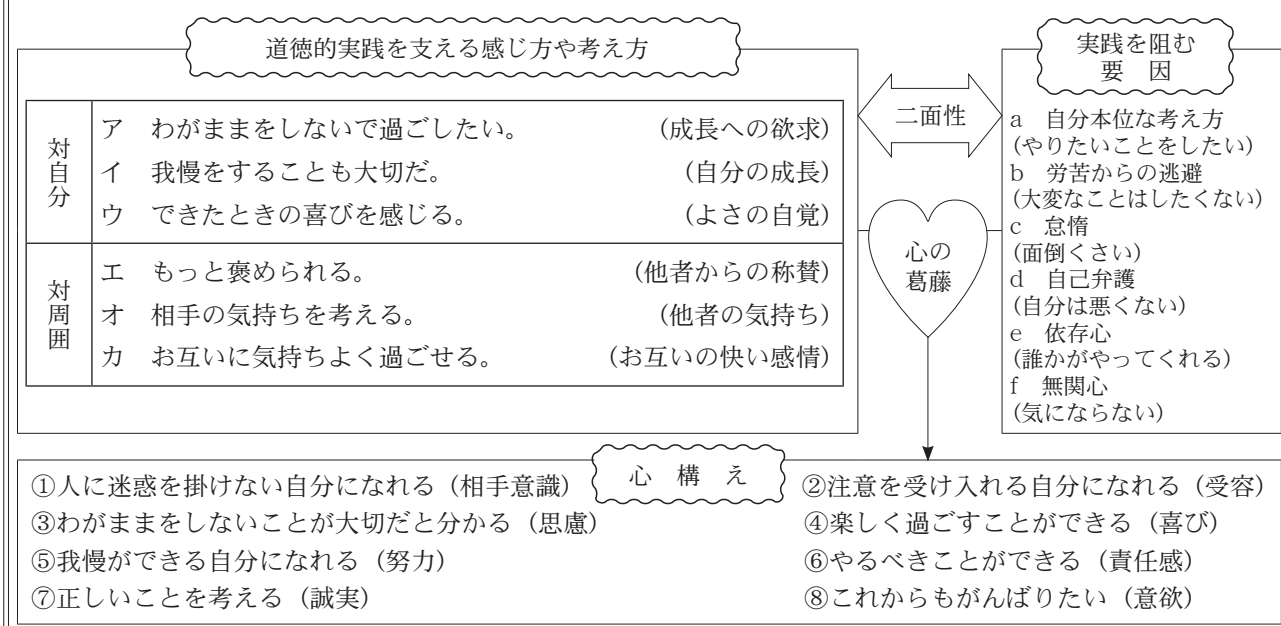 道徳的実践を支える感じ方や考え方
対自分
ア わがままをしないで過ごしたい。 (成長への欲求)
イ 我慢をすることも大切だ。 (自分の成長)
ウ できたときの喜びを感じる。 (よさの自覚)
対周囲
エ もっと褒められる。 (他者からの称賛)
オ 相手の気持ちを考える。 (他者の気持ち)
カ お互いに気持ちよく過ごせる。 (お互いの快い感情)
二面性
心の
葛藤
実践を阻む
要 因
a 自分本位な考え方
(やりたいことをしたい)
b 労苦からの逃避
(大変なことはしたくない)
c 怠惰
(面倒くさい)
d 自己弁護
(自分は悪くない)
e 依存心
(誰かがやってくれる)
f 無関心
(気にならない)
心 構 え
①人に迷惑を掛けない自分になれる(相手意識)
②注意を受け入れる自分になれる(受容)
③わがままをしないことが大切だと分かる(思慮)
④楽しく過ごすことができる(喜び)
⑤我慢ができる自分になれる(努力)
⑥やるべきことができる(責任感)
⑦正しいことを考える(誠実)
⑧これからもがんばりたい(意欲)